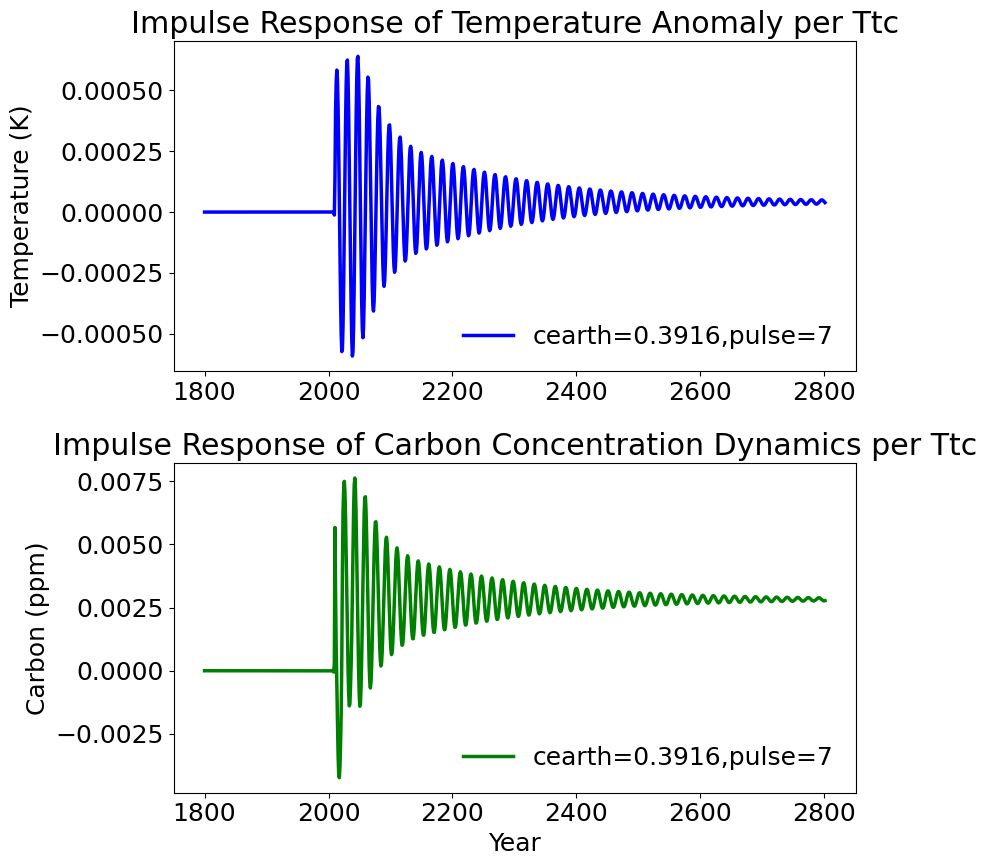 Impulse Response of Temperature Anomaly per Ttc
Temperature (K)
0.00050
0.00025
0.00000
−0.00025
−0.00050
cearth=0.3916,pulse=7
1800 2000 2200 2400 2600 2800
Impulse Response of Carbon Concentration Dynamics per Ttc
Carbon (ppm)
0.0075
0.0050
0.0025
0.0000
−0.0025
cearth=0.3916,pulse=7
1800 2000 2200 2400 2600 2800
Year